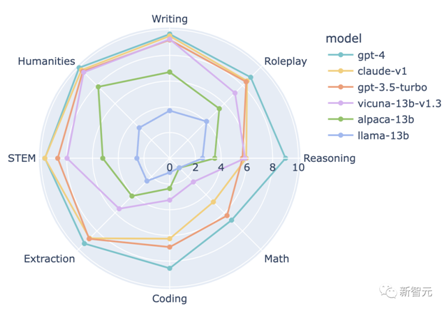 Writing
Humanities
Roleplay
STEM
Reasoning
0 2 4 6 8 10
Extraction
Math
Coding
model
gpt-4
claude-v1
gpt-3.5-turbo
vicuna-13b-v1.3
alpaca-13b
llama-13b
新智元